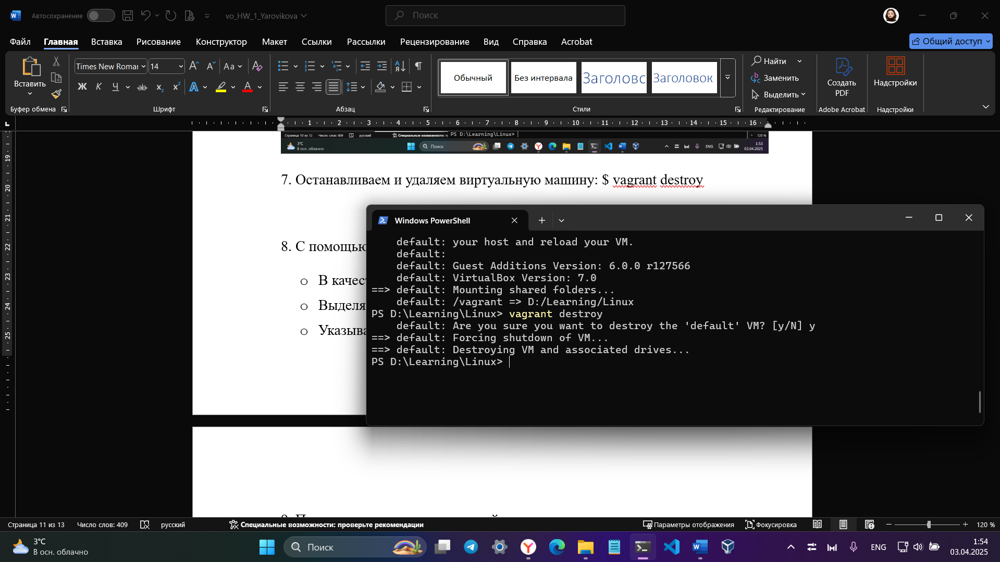 Автосохранение
vo_HW_1_Yarovikova
Поиск
Файл Главная Вставка Рисование Конструктор Макет Ссылки Рассылки Рецензирование Вид Справка Acrobat
Общий доступ
Вставить
Times New Roman 14
Обычный
Без интервала
Заголовс
Заголовок
Найти
Заменить
Выделить
Создать PDF
Надстройки
Буфер обмена
Шрифт
Абзац
Стили
Редактирование
Adobe Acrobat
Надстройки
1 2 3 4 5 6 7 8 9 10 11 12 13 14 15 16
19
20
21
22
23
24
25
Страница 10 из 12 Число слов: 409 русский Специальные возможности: п PS D:\Learning\Linux> 120 %
3°C
В осн. облачно
Поиск
ENG
1:53
03.04.2025
7. Останавливаем и удаляем виртуальную машину: $ vagrant destroy
8. С помощью
o В качест
o Выделя
o Указыва
Windows PowerShell
default: your host and reload your VM.
default:
default: Guest Additions Version: 6.0.0 r127566
default: VirtualBox Version: 7.0
==> default: Mounting shared folders...
default: /vagrant => D:/Learning/Linux
PS D:\Learning\Linux> vagrant destroy
default: Are you sure you want to destroy the 'default' VM? [y/N] y
==> default: Forcing shutdown of VM...
==> default: Destroying VM and associated drives...
PS D:\Learning\Linux>
Страница 11 из 13 Число слов: 409 русский Специальные возможности: проверьте рекомендации Параметры отображения Фокусировка 120 %
3°C
В осн. облачно
Поиск
ENG
1:54
03.04.2025